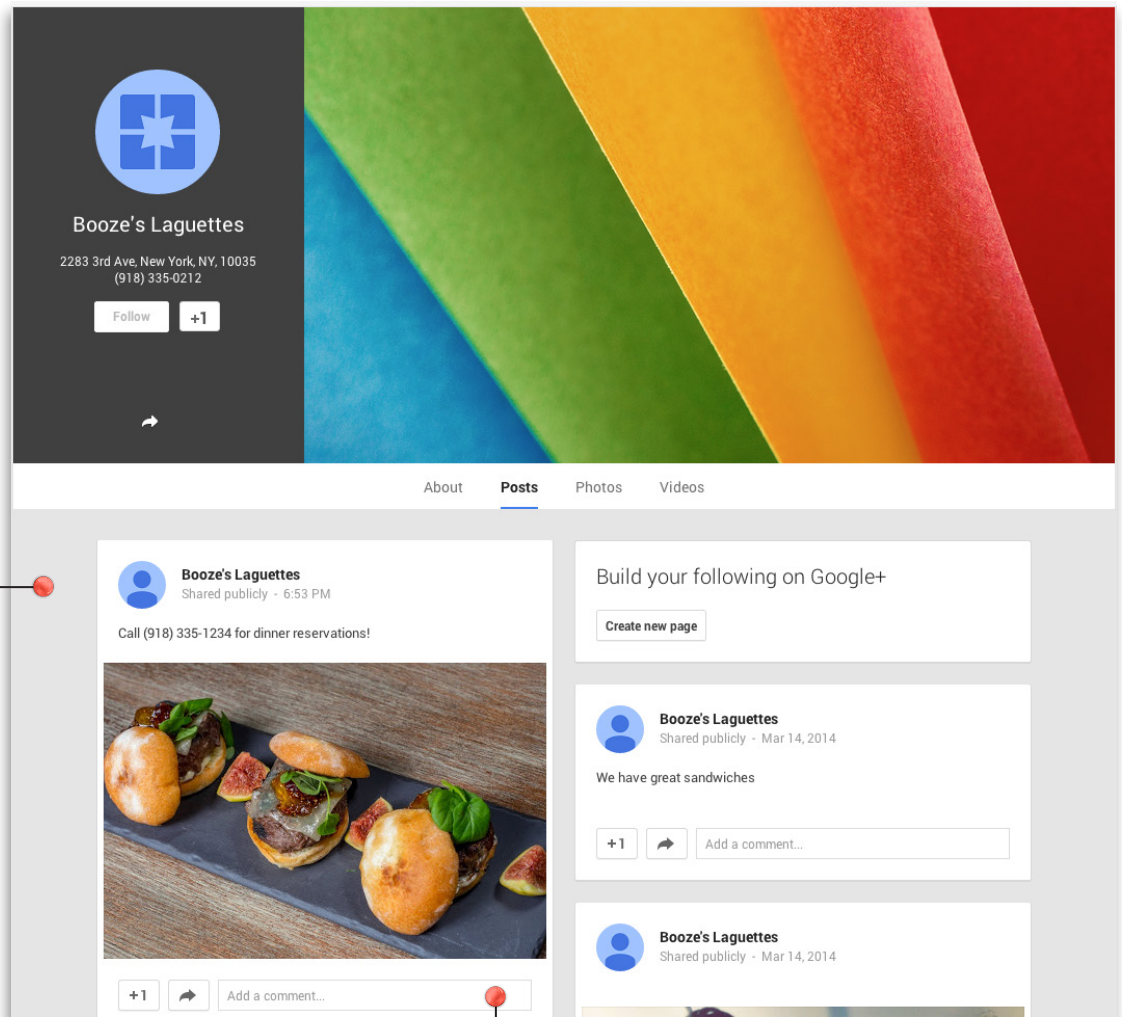 Booze's Laguettes
2283 3rd Ave, New York, NY, 10035
(918) 335-0212
Follow
+1
About
Posts
Photos
Videos
Booze's Laguettes
Shared publicly - 6:53 PM
Call (918) 335-1234 for dinner reservations!
+1
Add a comment...
Build your following on Google+
Create new page
Booze's Laguettes
Shared publicly - Mar 14, 2014
We have great sandwiches
+1
Add a comment...
Booze's Laguettes
Shared publicly - Mar 14, 2014